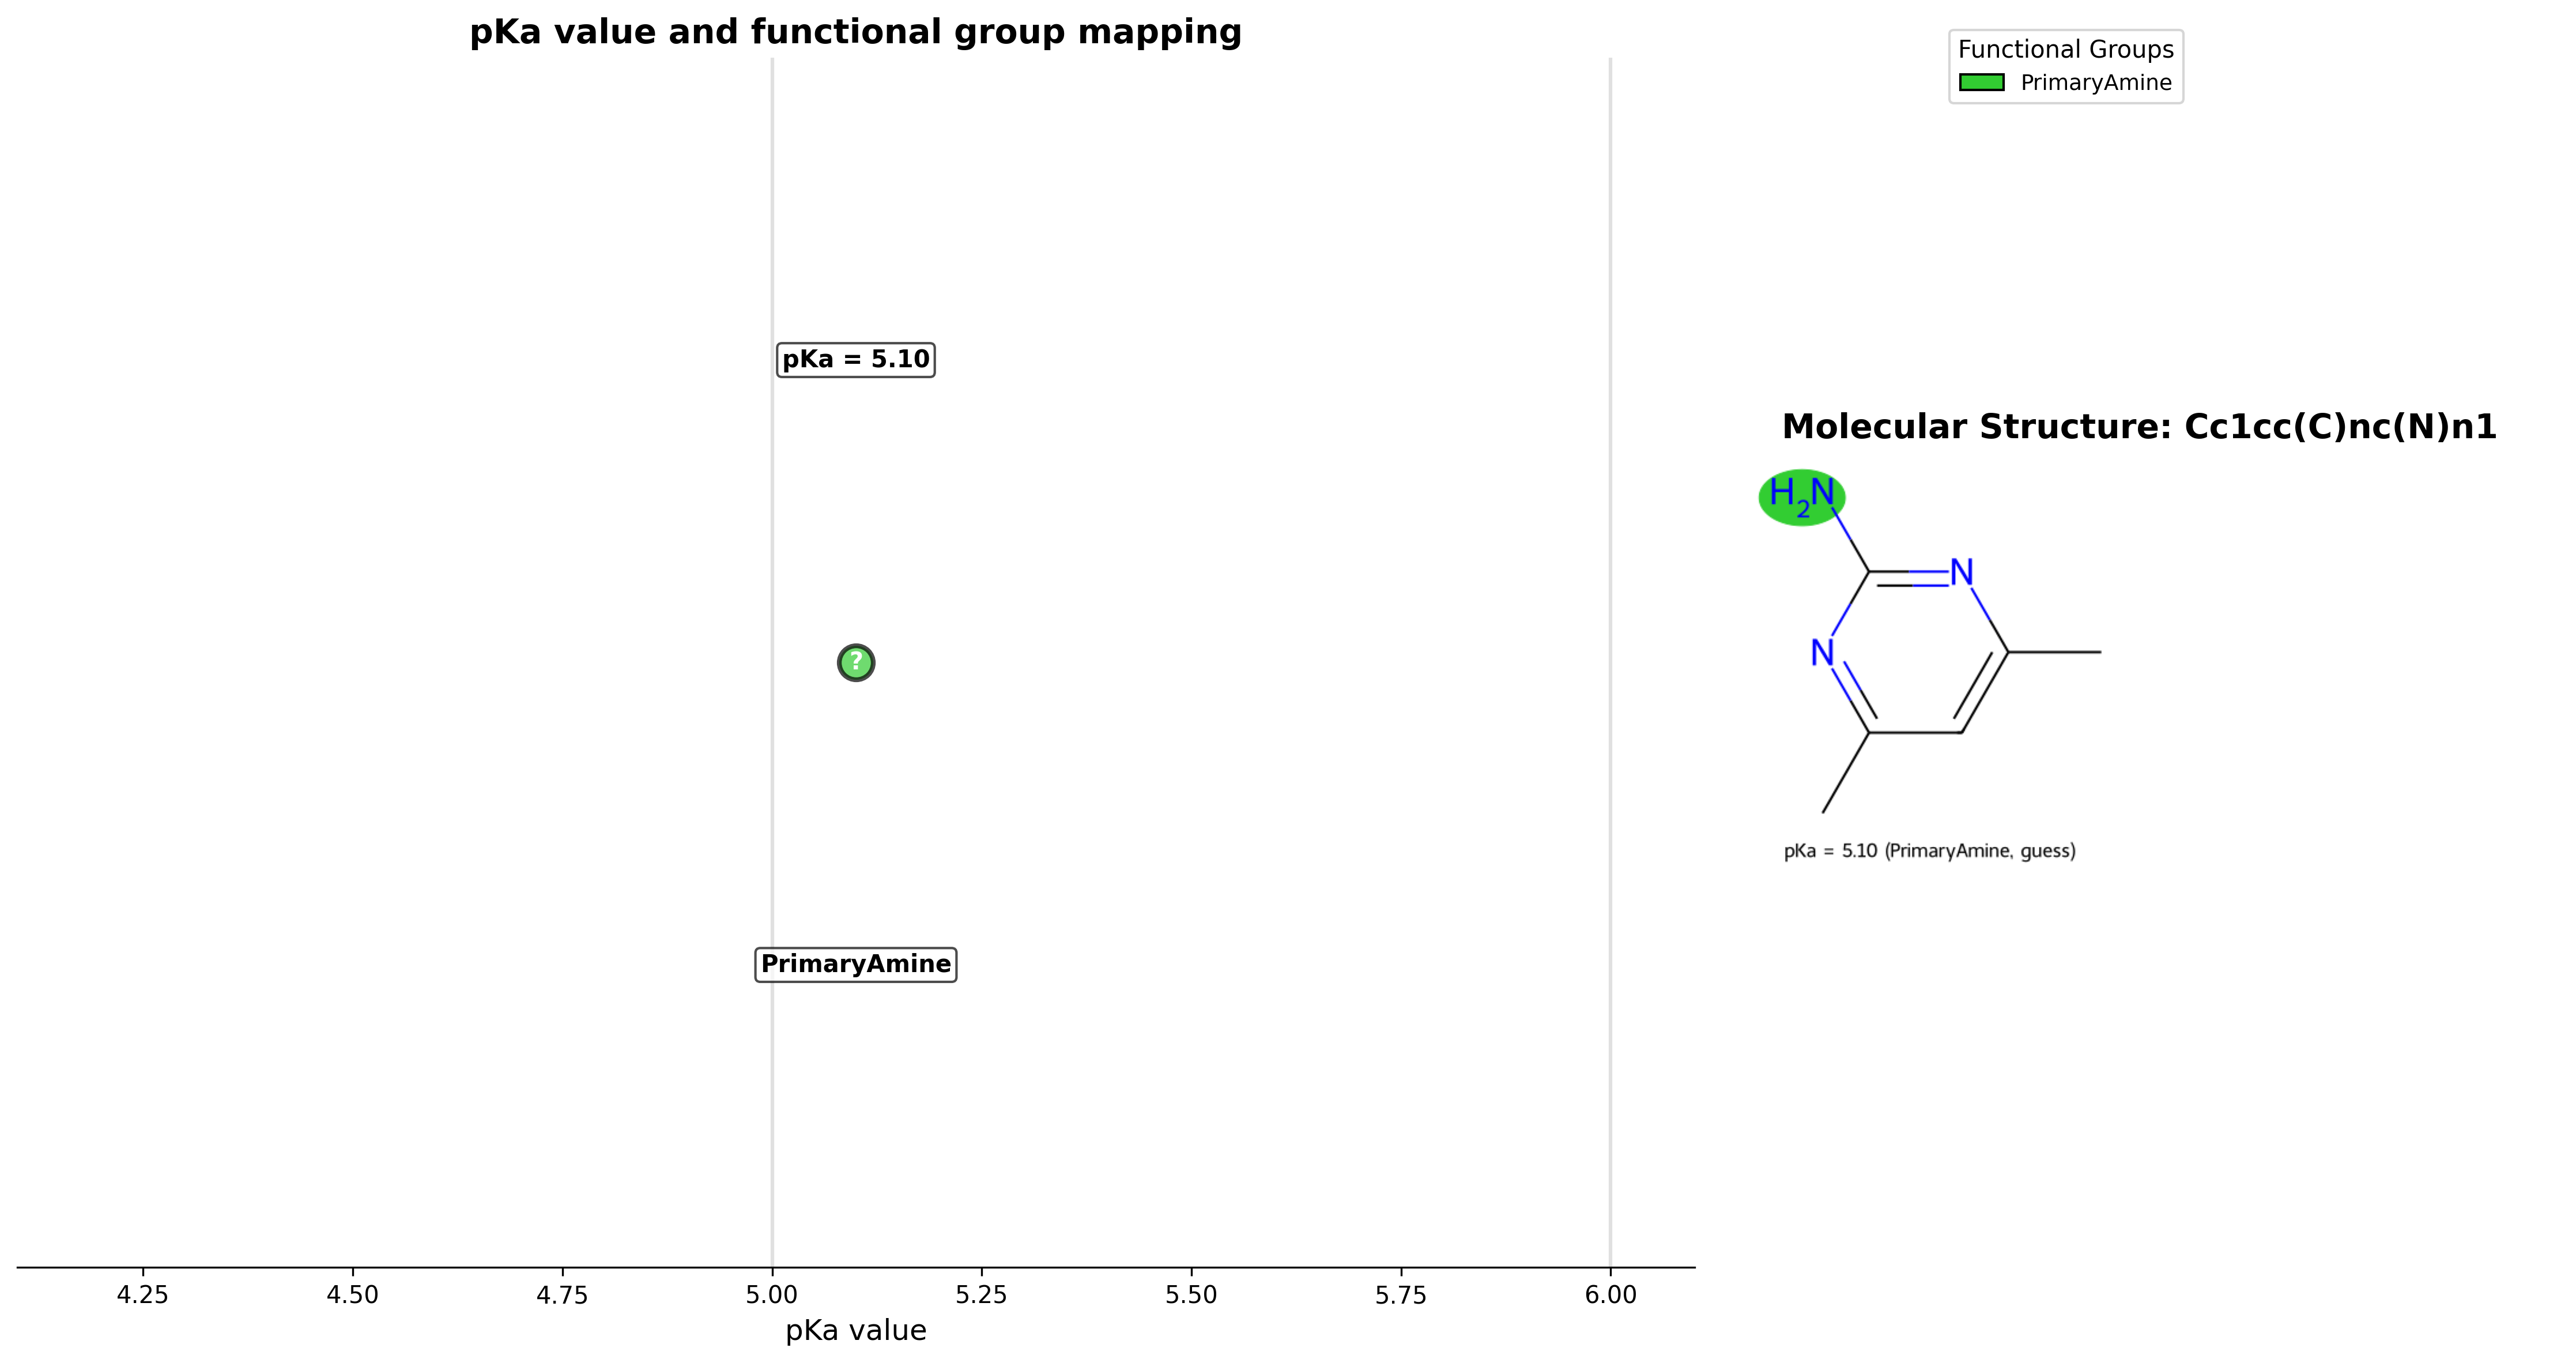 pKa value and functional group mapping
Functional Groups
PrimaryAmine
pKa = 5.10
?
PrimaryAmine
4.25 4.50 4.75 5.00 5.25 5.50 5.75 6.00
pKa value
Molecular Structure: Cc1cc(C)nc(N)n1
H2N
N
N
pKa = 5.10 (PrimaryAmine, guess)